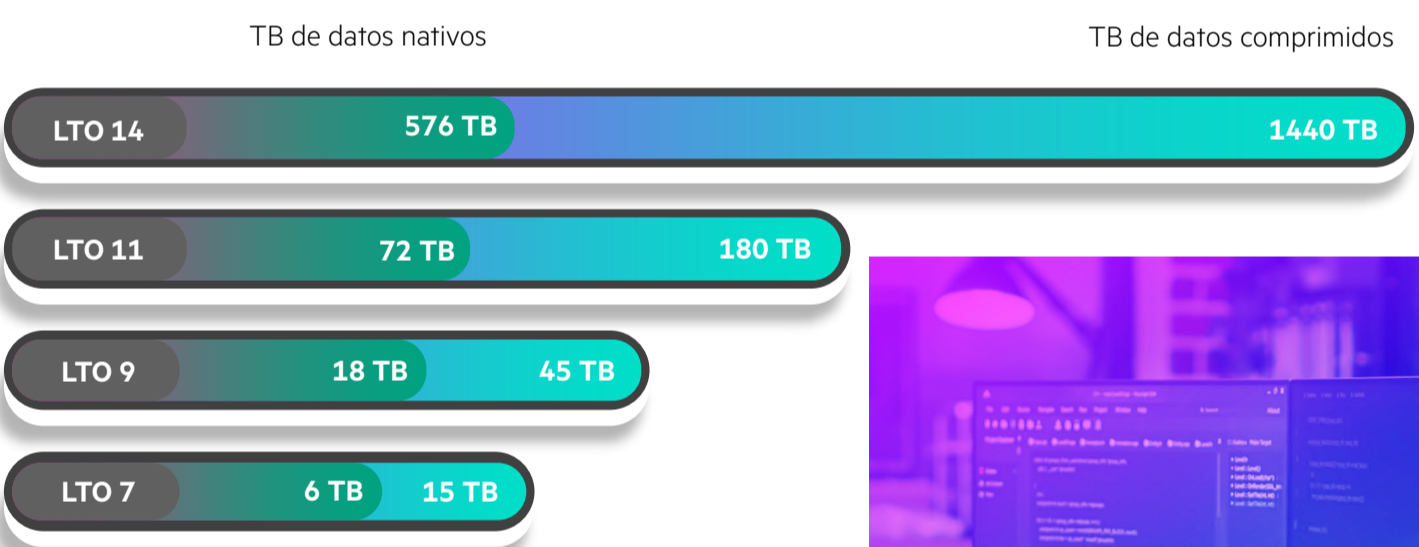 TB de datos nativos TB de datos comprimidos
LTO 14 576 TB 1440 TB
LTO 11 72 TB 180 TB
LTO 9 18 TB 45 TB
LTO 7 6 TB 15 TB